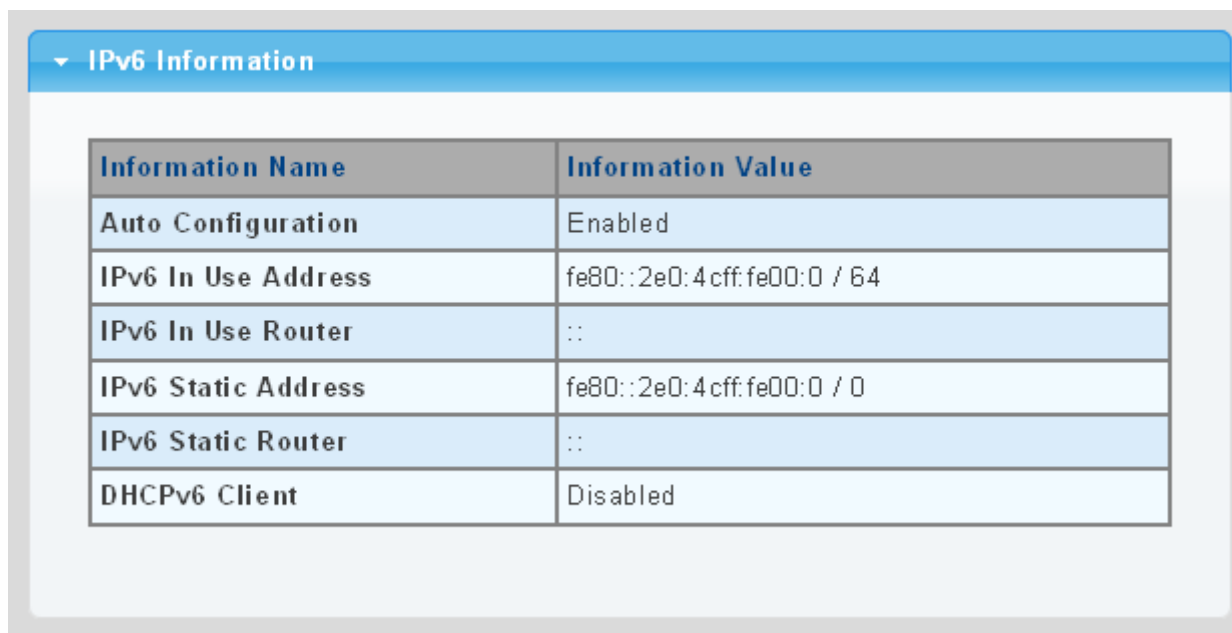 IPv6 Information
Information Name Information Value
Auto Configuration Enabled
IPv6 In Use Address fe80::2e0:4cff:fe00:0 / 64
IPv6 In Use Router ::
IPv6 Static Address fe80::2e0:4cff:fe00:0 / 0
IPv6 Static Router ::
DHCPv6 Client Disabled